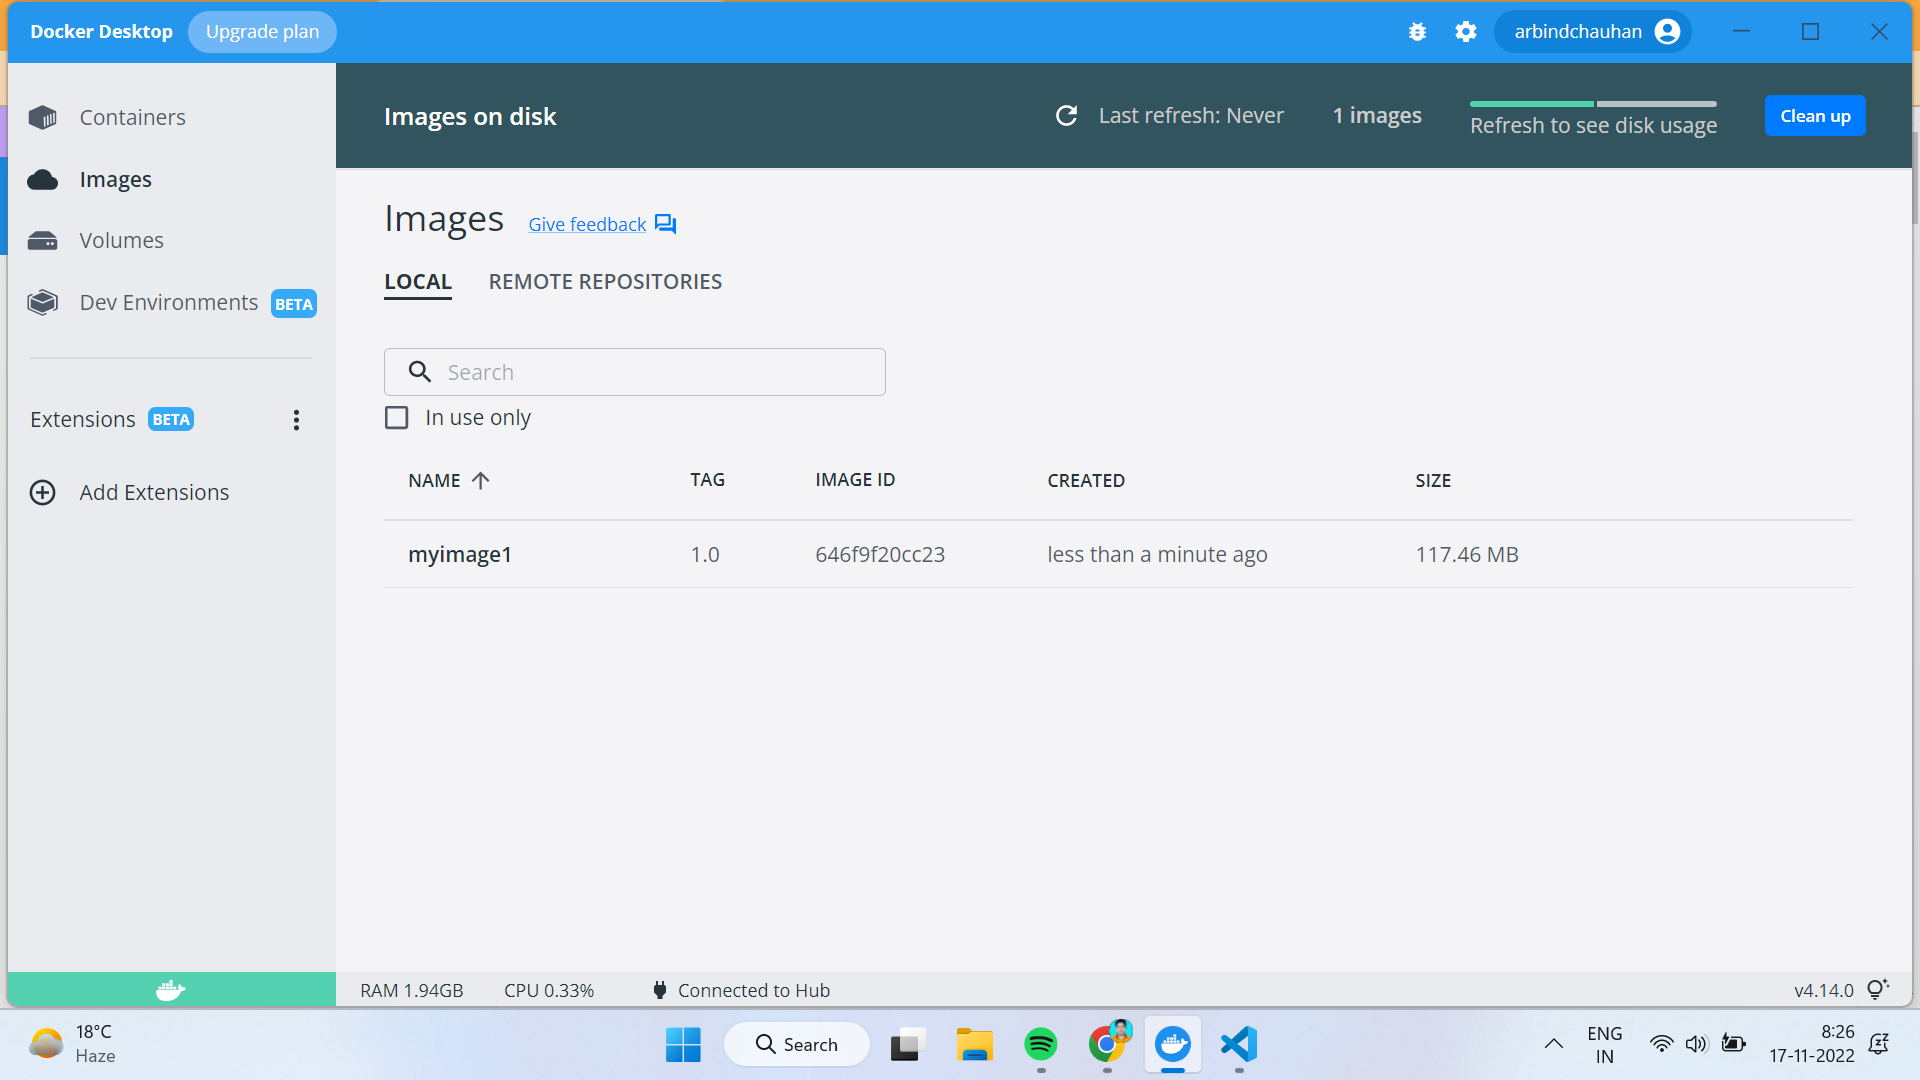 Docker Desktop Upgrade plan arbindchauhan
Containers
Images
Volumes
Dev Environments BETA
Extensions BETA
Add Extensions
Images on disk Last refresh: Never 1 images Refresh to see disk usage Clean up
Images Give feedback
LOCAL REMOTE REPOSITORIES
Search
In use only
NAME TAG IMAGE ID CREATED SIZE
myimage1 1.0 646f9f20cc23 less than a minute ago 117.46 MB
RAM 1.94GB CPU 0.33% Connected to Hub v4.14.0
18°C
Haze
Search
ENG
IN
8:26
17-11-2022